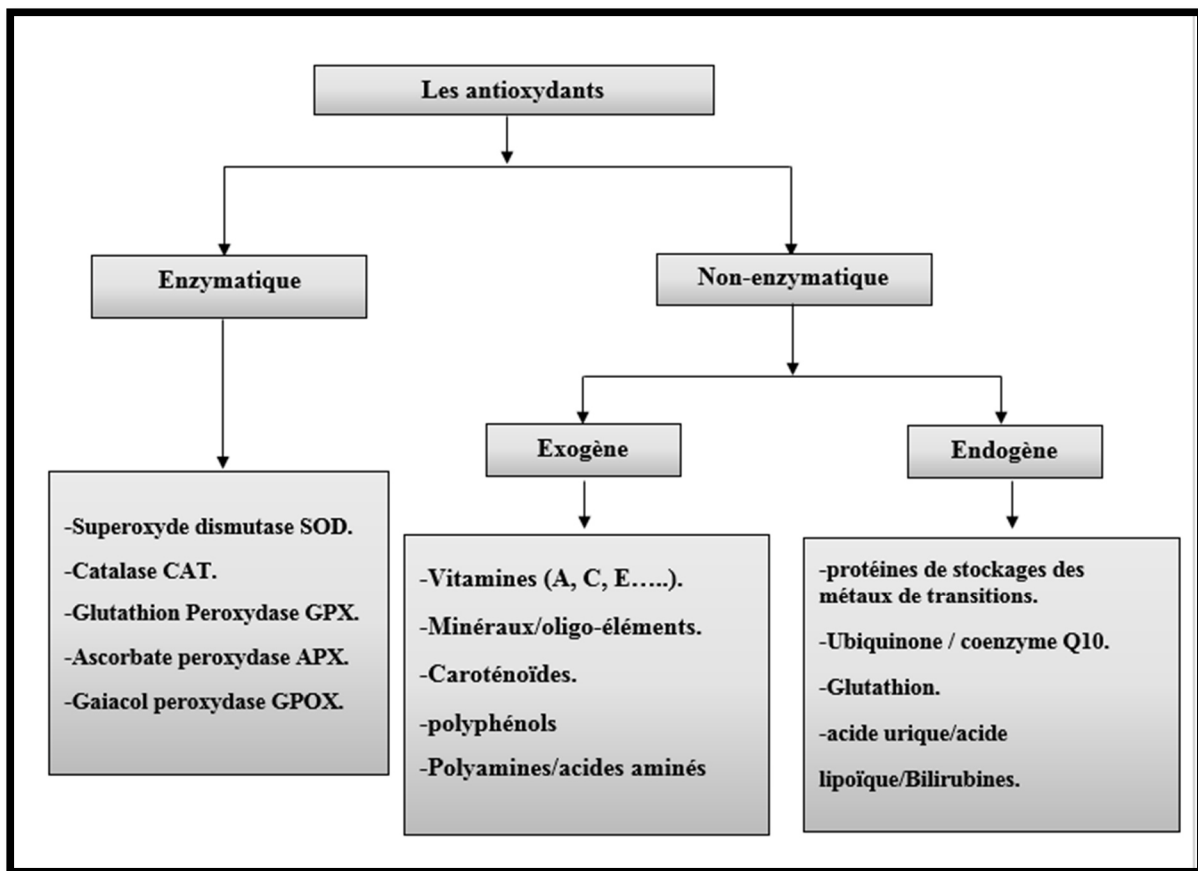 Les antioxydants
Enzymatique
Non-enzymatique
Exogène
Endogène
-Superoxyde dismutase SOD.
-Catalase CAT.
-Glutathion Peroxydase GPX.
-Ascorbate peroxydase APX.
-Gaiacol peroxydase GPOX.
-Vitamines (A, C, E…..).
-Minéraux/oligo-éléments.
-Caroténoïdes.
-polyphénols
-Polyamines/acides aminés
-protéines de stockages des
métaux de transitions.
-Ubiquinone / coenzyme Q10.
-Glutathion.
-acide urique/acide
lipoïque/Bilirubines.